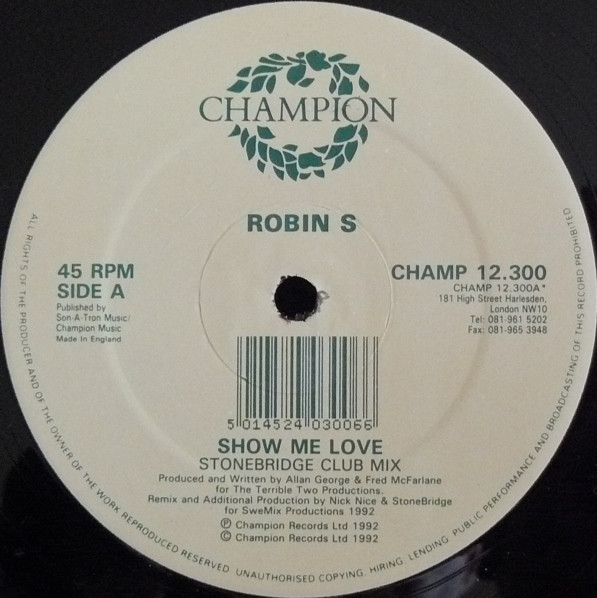 CHAMPION
ROBIN S
45 RPM
SIDE A
Published by
Son-A-Tron Music/
Champion Music
Made In England
CHAMP 12.300
CHAMP 12.300A*
181 High Street Harlesden,
London NW10
Tel: 081-961 5202
Fax: 081-965 3948
5 014524 030066
SHOW ME LOVE
STONEBRIDGE CLUB MIX
Produced and Written by Allan George & Fred McFarlane
for The Terrible Two Productions.
Remix and Additional Production by Nick Nice & StoneBridge
for SweMix Productions 1992
Ⓟ Champion Records Ltd 1992
© Champion Records Ltd 1992
ALL RIGHTS OF THE PRODUCER AND OF THE OWNER OF THE WORK REPRODUCED RESERVED. UNAUTHORISED COPYING, HIRING, LENDING, PUBLIC PERFORMANCE AND BROADCASTING OF THIS RECORD PROHIBITED